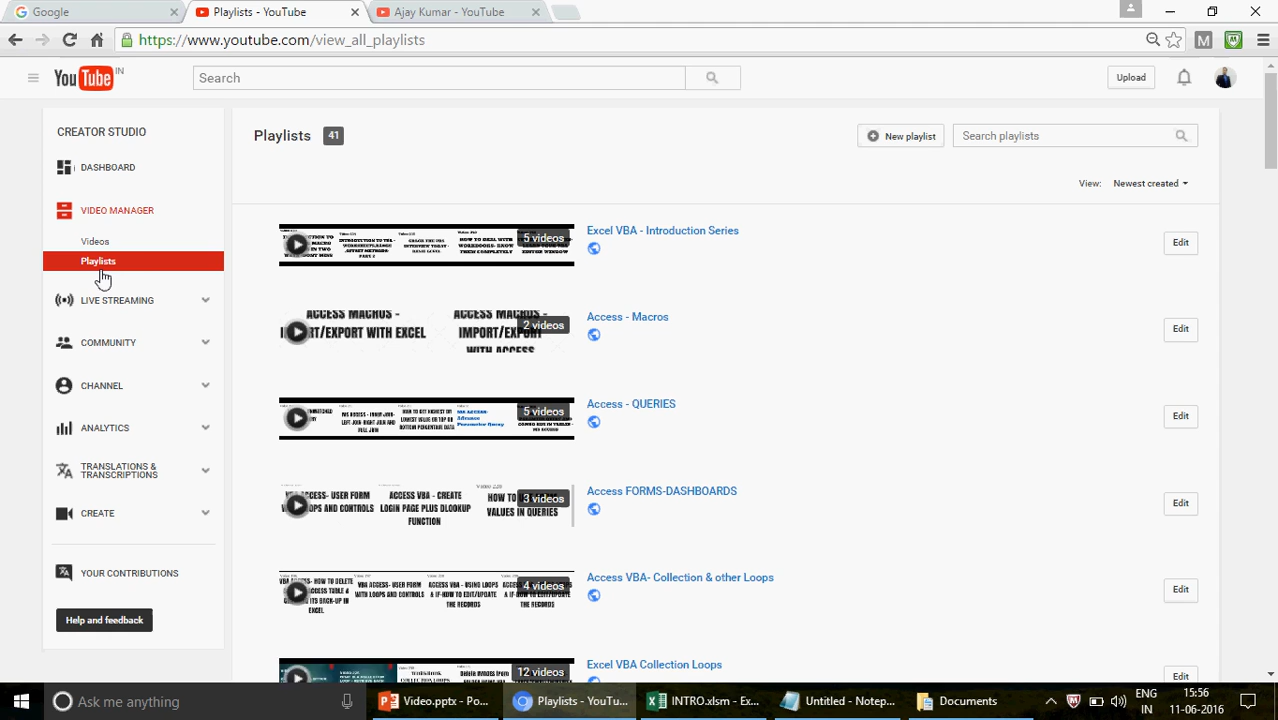 Google
Playlists - YouTube
Ajay Kumar - YouTube
https://www.youtube.com/view_all_playlists
M
YouTube IN
Search
Upload
CREATOR STUDIO
DASHBOARD
VIDEO MANAGER
Videos
Playlists
LIVE STREAMING
COMMUNITY
CHANNEL
ANALYTICS
TRANSLATIONS &
TRANSCRIPTIONS
CREATE
YOUR CONTRIBUTIONS
Help and feedback
Playlists 41
New playlist
Search playlists
View: Newest created
5 videos
Excel VBA - Introduction Series
Edit
ACCESS MACROS -
IMPORT/EXPORT
WITH ACCESS
2 videos
Access - Macros
Edit
5 videos
Access - QUERIES
Edit
ACCESS VBA - CREATE
LOGIN PAGE PLUS DLOOKUP
FUNCTION
VALUES IN QUERIES
3 videos
Access FORMS-DASHBOARDS
Edit
4 videos
Access VBA- Collection & other Loops
Edit
12 videos
Excel VBA Collection Loops
Edit
Ask me anything
Video.pptx - Po...
Playlists - YouTu...
INTRO.xlsm - Ex...
Untitled - Notep...
Documents
ENG
IN
15:56
11-06-2016